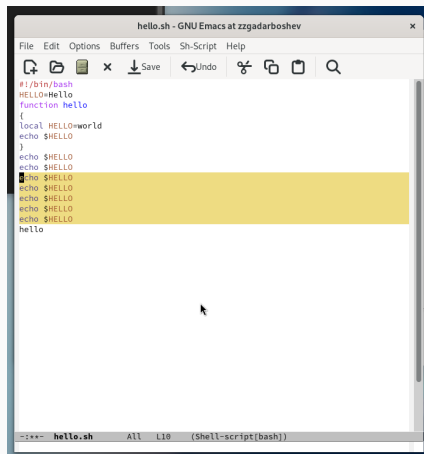 hello.sh - GNU Emacs at zzgadarboshev ×
File Edit Options Buffers Tools Sh-Script Help
Save Undo
#!/bin/bash
HELLO=Hello
function hello
{
local HELLO=world
echo $HELLO
}
echo $HELLO
echo $HELLO
echo $HELLO
echo $HELLO
echo $HELLO
echo $HELLO
echo $HELLO
hello
-:**- hello.sh All L10 (Shell-script[bash])